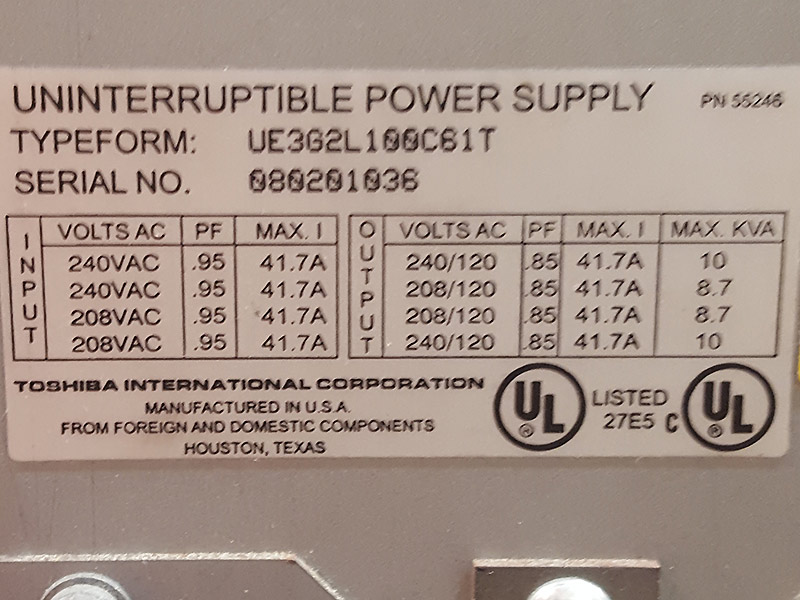 UNINTERRUPTIBLE POWER SUPPLY PN 55246
TYPEFORM: UE3G2L100C61T
SERIAL NO. 080201036
INPUT VOLTS AC PF MAX. I OUTPUT VOLTS AC PF MAX. I MAX. KVA
240VAC .95 41.7A 240/120 .85 41.7A 10
240VAC .95 41.7A 208/120 .85 41.7A 8.7
208VAC .95 41.7A 208/120 .85 41.7A 8.7
208VAC .95 41.7A 240/120 .85 41.7A 10
TOSHIBA INTERNATIONAL CORPORATION
MANUFACTURED IN U.S.A.
FROM FOREIGN AND DOMESTIC COMPONENTS
HOUSTON, TEXAS
UL ® LISTED
27E5 C UL ®